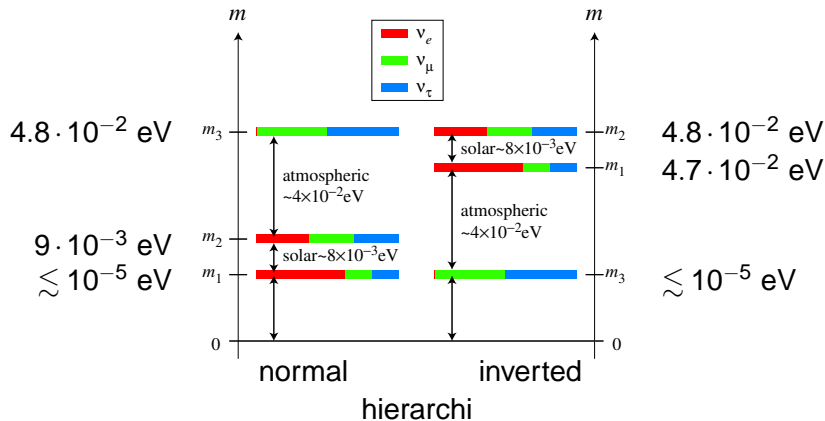 m
m
ν_e
ν_μ
ν_τ
4.8 · 10^−2 eV
m_3
m_2
4.8 · 10^−2 eV
solar~8×10^−3eV
m_1
4.7 · 10^−2 eV
atmospheric
~4×10^−2eV
atmospheric
~4×10^−2eV
9 · 10^−3 eV
m_2
solar~8×10^−3eV
≲ 10^−5 eV
m_1
m_3
≲ 10^−5 eV
0
0
normal
inverted
hierarchi